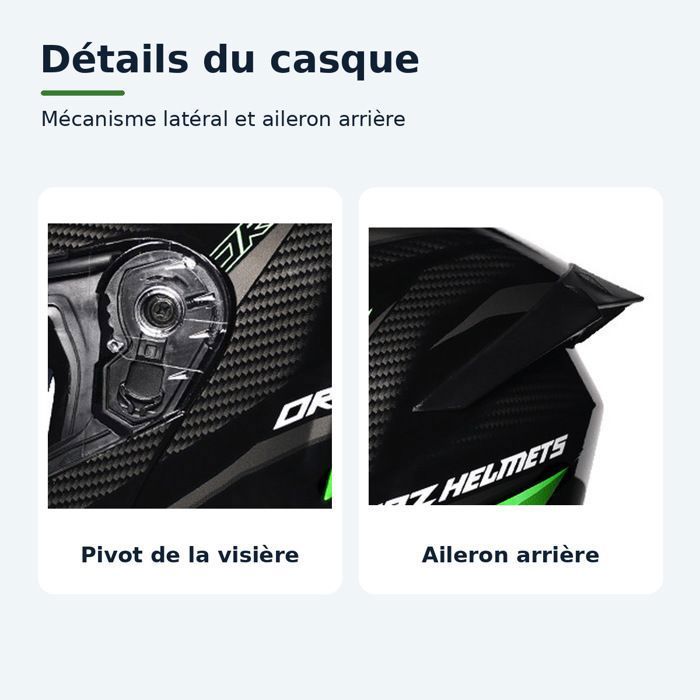 Détails du casque
Mécanisme latéral et aileron arrière
HELMETS
Pivot de la visière
Aileron arrière